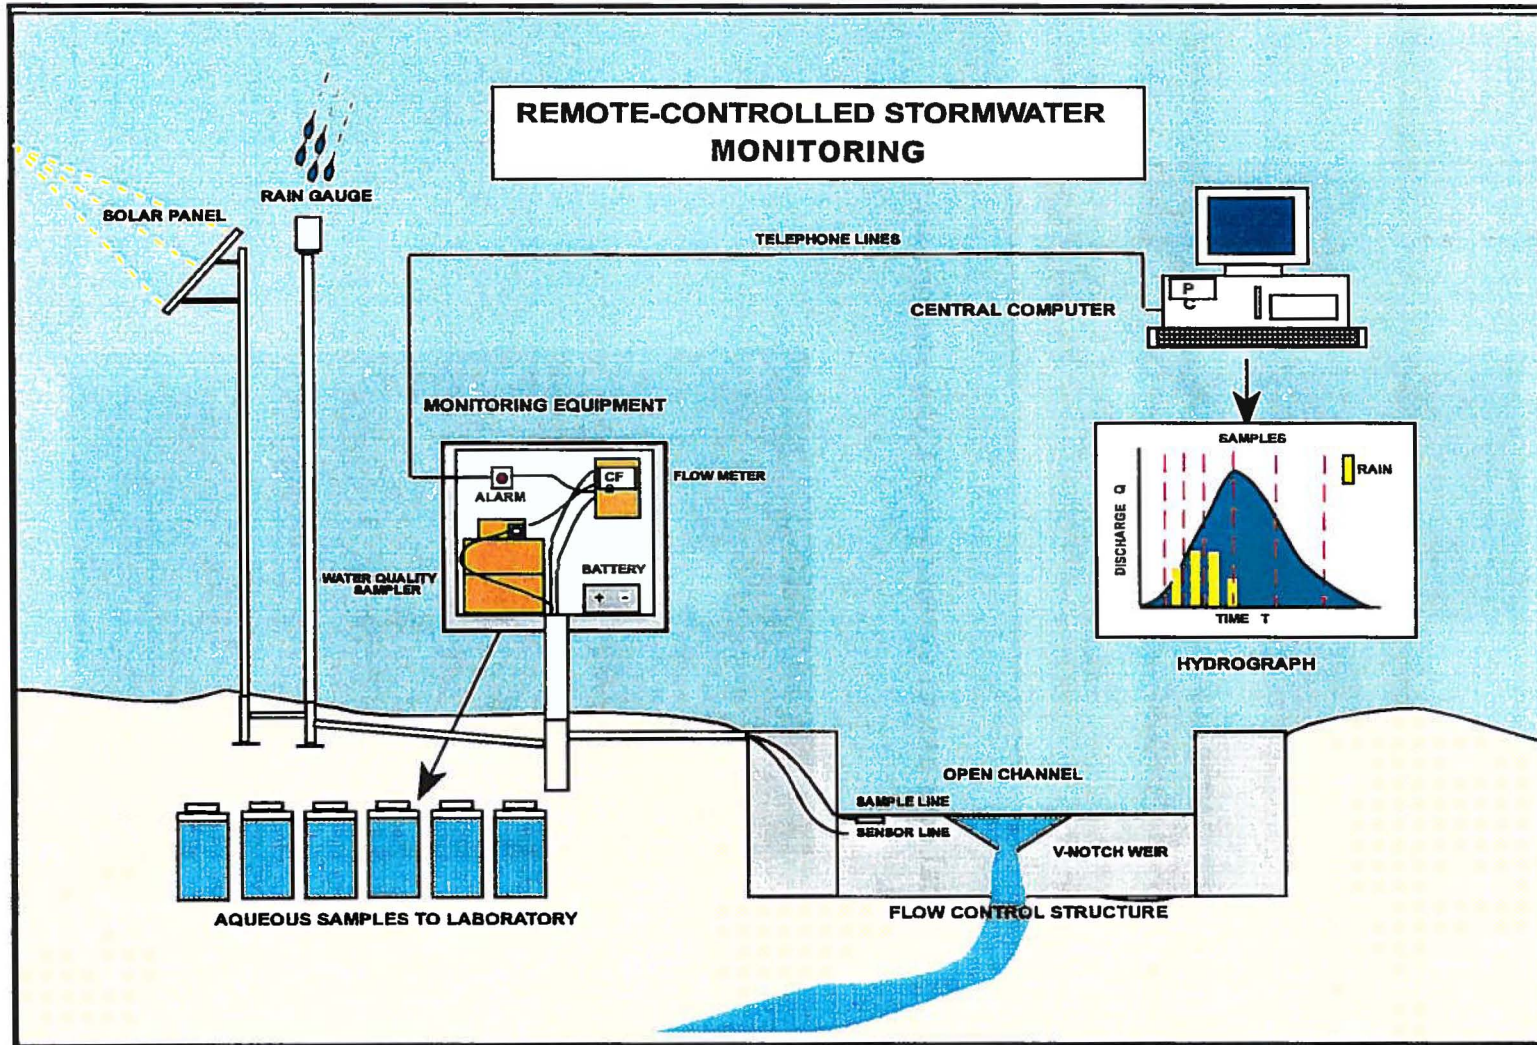 REMOTE-CONTROLLED STORMWATER
MONITORING
RAIN GAUGE
SOLAR PANEL
TELEPHONE LINES
P
C
CENTRAL COMPUTER
MONITORING EQUIPMENT
ALARM
CF
FLOW METER
WATER QUALITY
SAMPLER
BATTERY
+ -
SAMPLES
RAIN
DISCHARGE Q
TIME T
HYDROGRAPH
OPEN CHANNEL
SAMPLE LINE
SENSOR LINE
V-NOTCH WEIR
FLOW CONTROL STRUCTURE
AQUEOUS SAMPLES TO LABORATORY